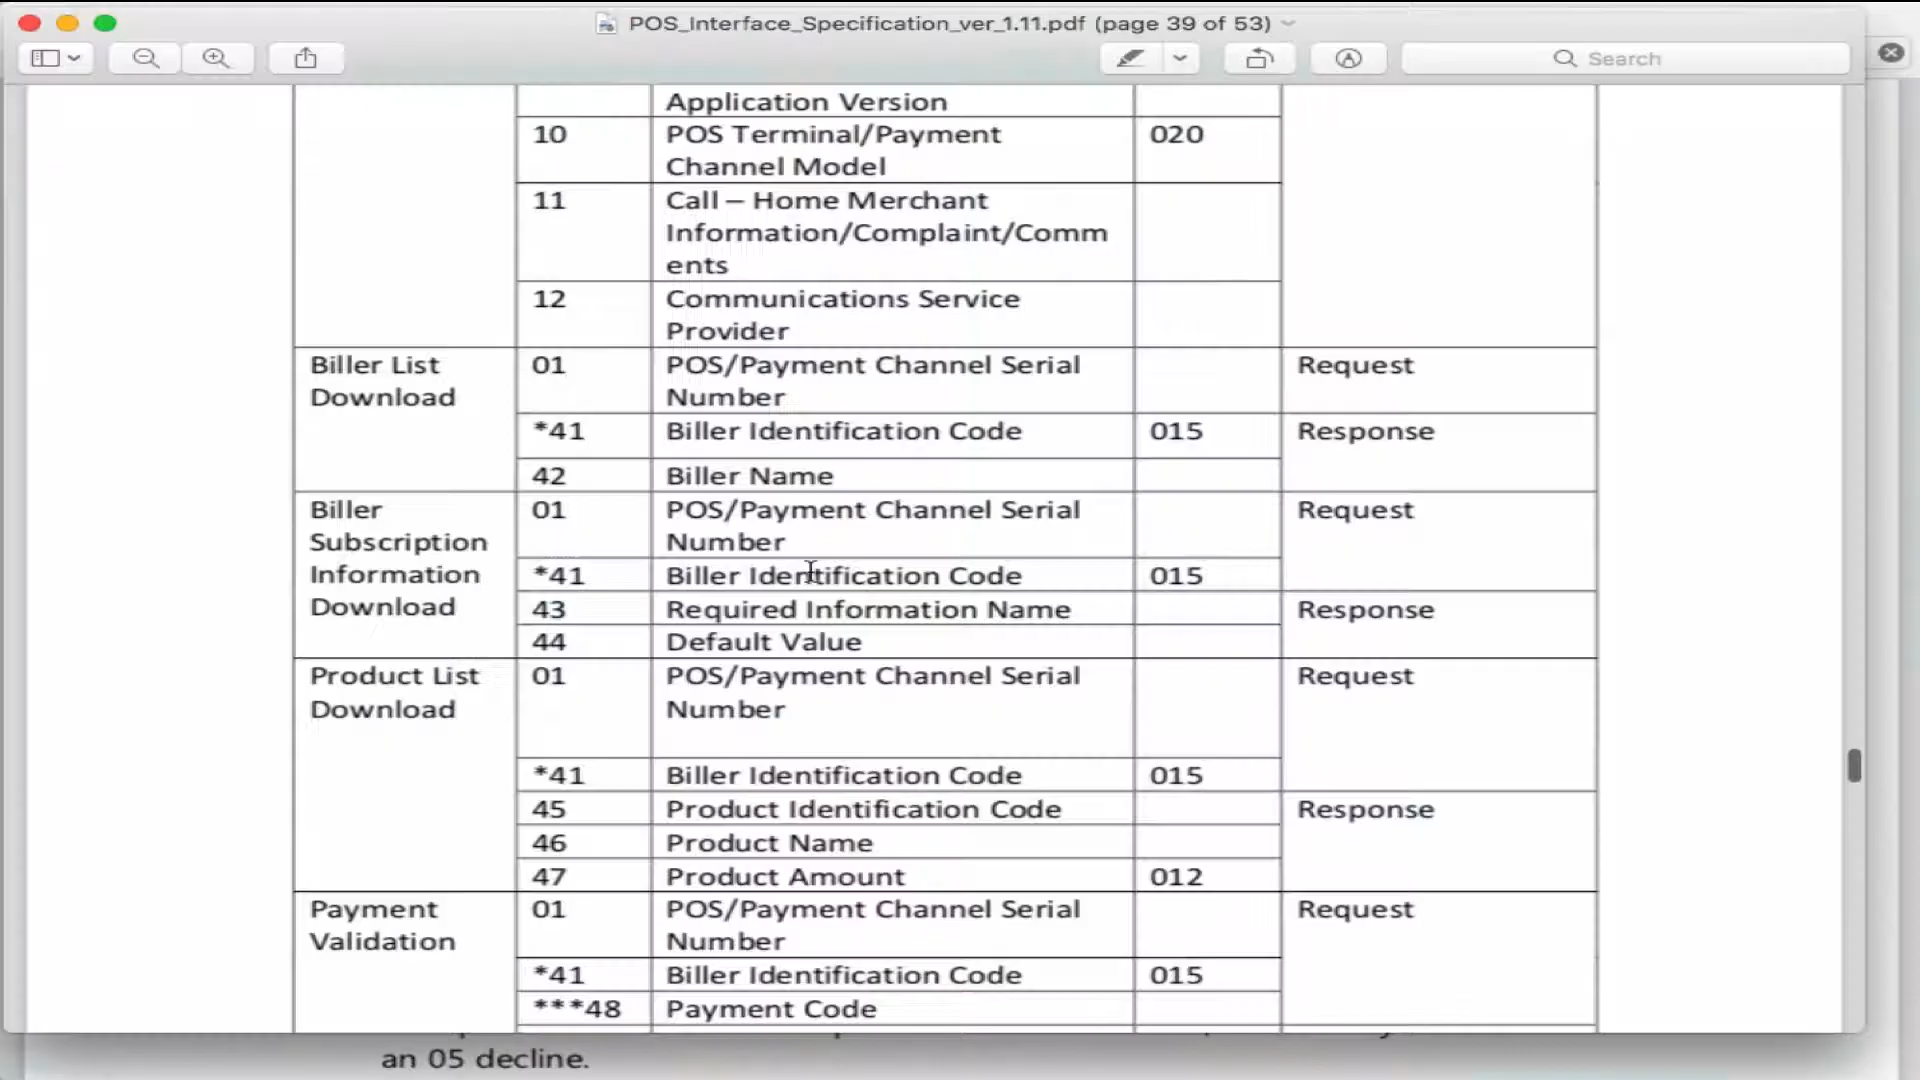 POS_Interface_Specification_ver_1.11.pdf (page 39 of 53)
Search
Application Version
10 POS Terminal/Payment 020
Channel Model
11 Call – Home Merchant
Information/Complaint/Comm
ents
12 Communications Service
Provider
Biller List 01 POS/Payment Channel Serial Request
Download Number
*41 Biller Identification Code 015 Response
42 Biller Name
Biller 01 POS/Payment Channel Serial Request
Subscription Number
Information *41 Biller Identification Code 015
Download 43 Required Information Name Response
44 Default Value
Product List 01 POS/Payment Channel Serial Request
Download Number
*41 Biller Identification Code 015
45 Product Identification Code Response
46 Product Name
47 Product Amount 012
Payment 01 POS/Payment Channel Serial Request
Validation Number
*41 Biller Identification Code 015
***48 Payment Code
an 05 decline.